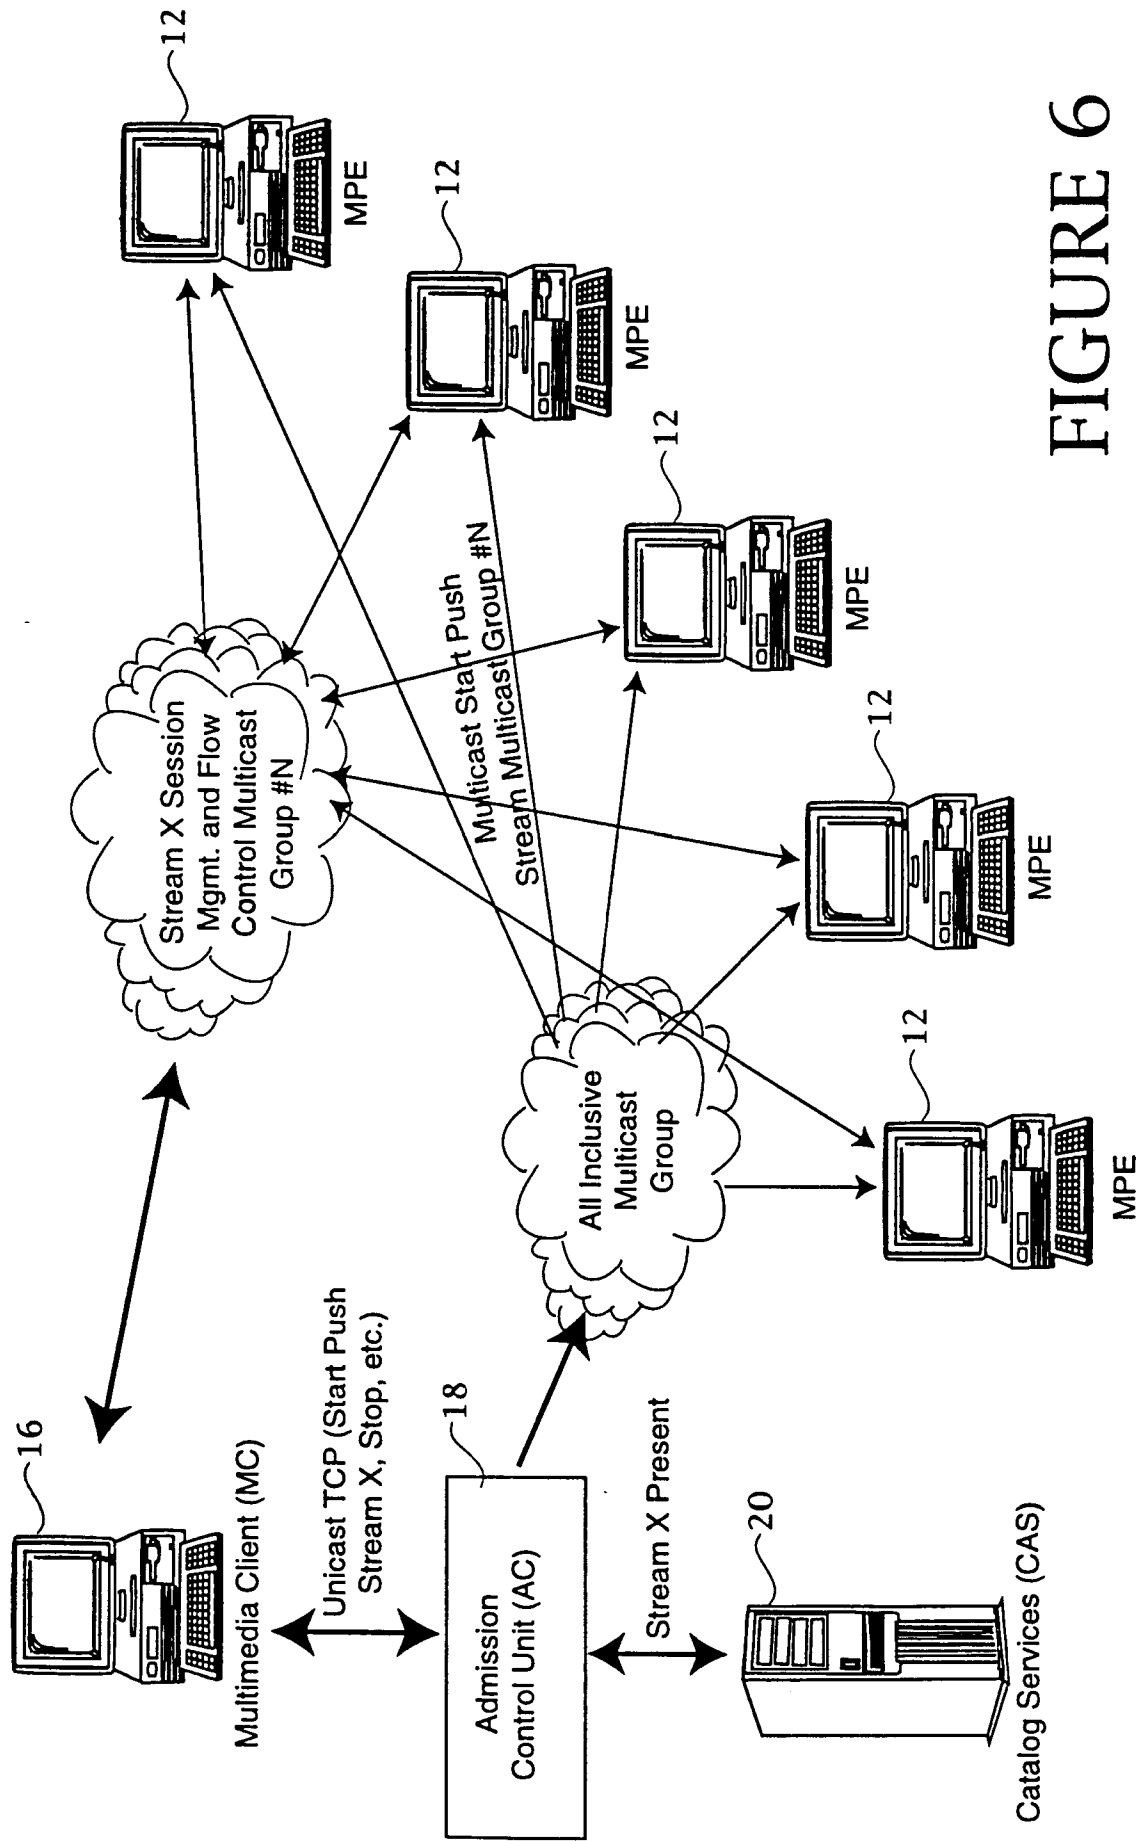 16
Multimedia Client (MC)
Unicast TCP (Start Push
Stream X, Stop, etc.)
18
Admission
Control Unit (AC)
Stream X Present
20
Catalog Services (CAS)
Stream X Session
Mgmt. and Flow
Control Multicast
Group #N
All Inclusive
Multicast
Group
Multicast Start Push
Stream Multicast Group #N
12
MPE
12
MPE
12
MPE
12
MPE
12
MPE
FIGURE 6